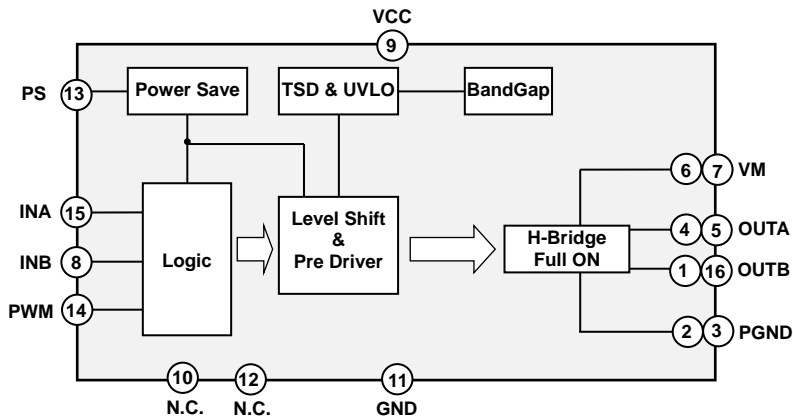 VCC
9
PS
13
Power Save
TSD & UVLO
BandGap
6
7
VM
INA
15
Level Shift
&
Pre Driver
H-Bridge
Full ON
4
5
OUTA
INB
8
Logic
1
16
OUTB
PWM
14
2
3
PGND
10
12
11
N.C.
N.C.
GND